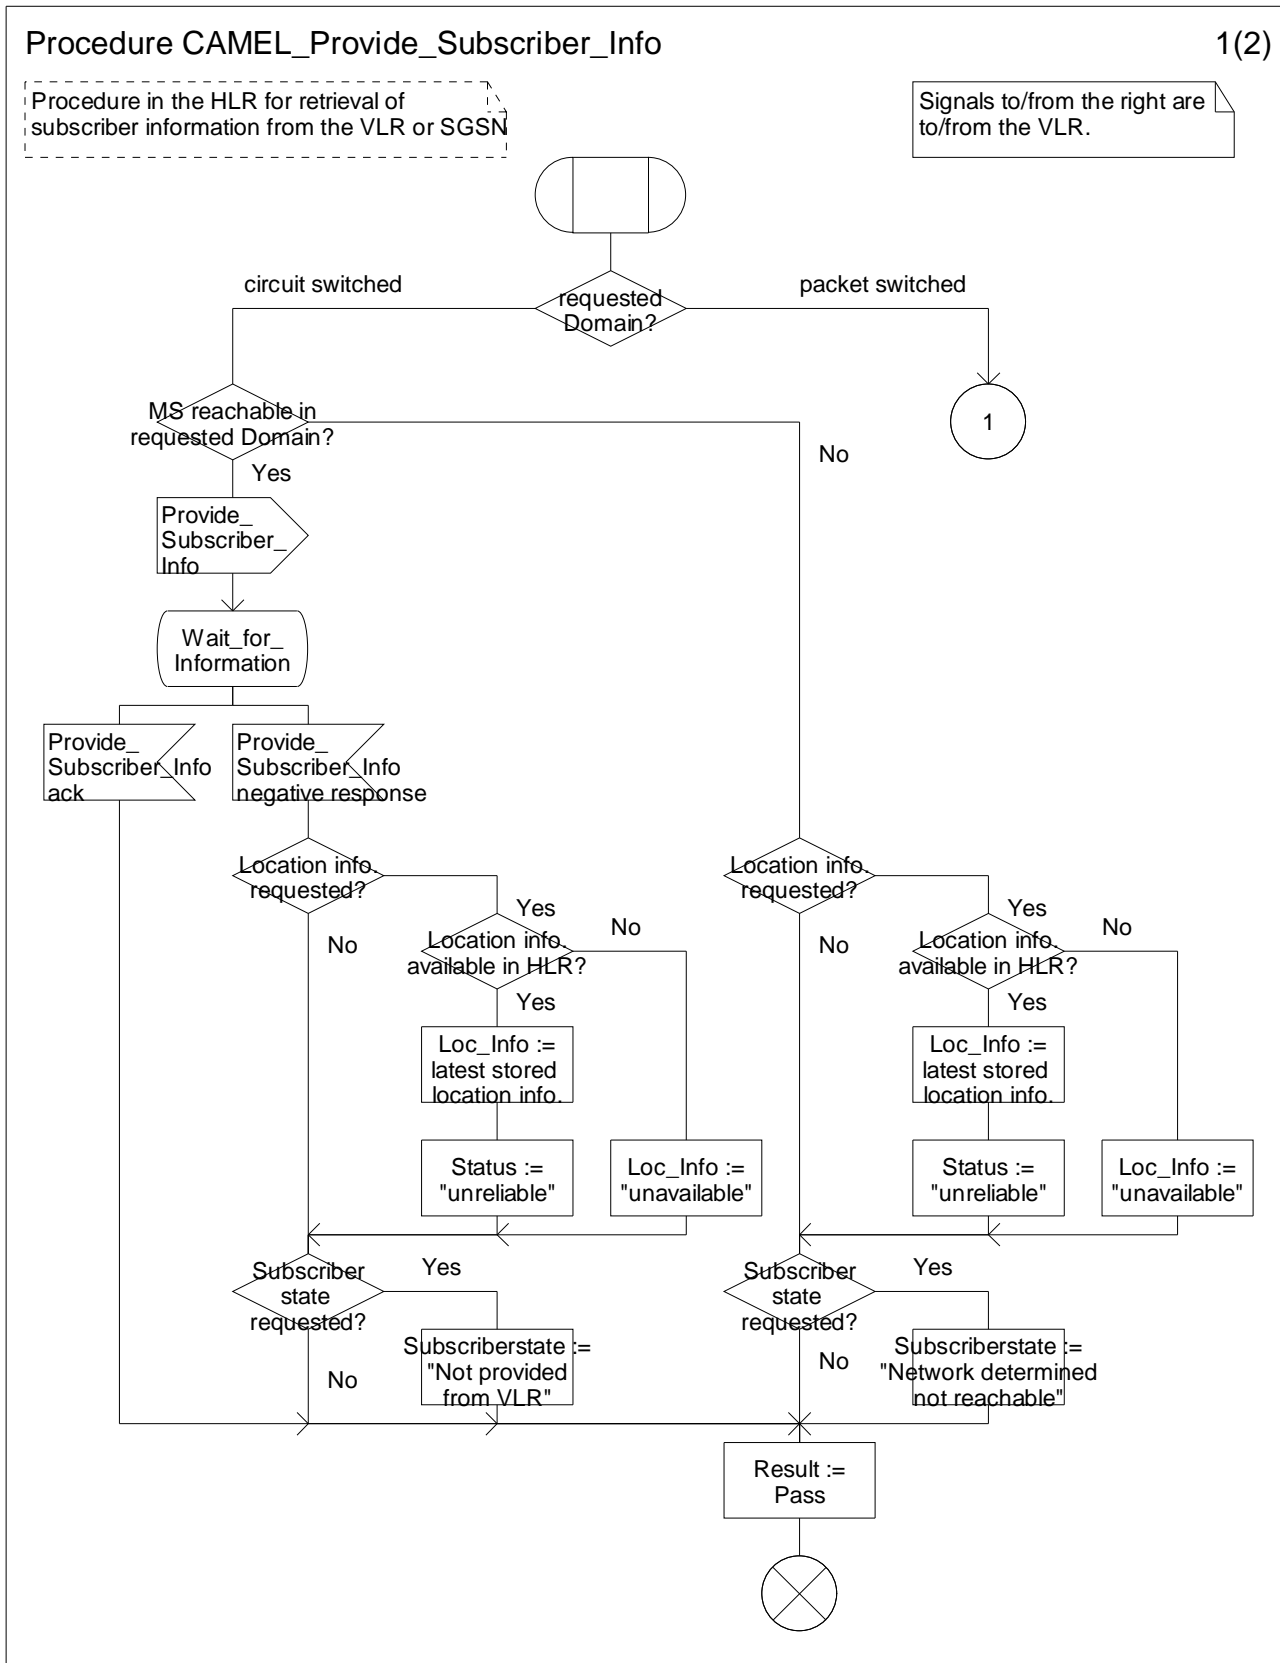 Procedure CAMEL_Provide_Subscriber_Info
1(2)
Procedure in the HLR for retrieval of
subscriber information from the VLR or SGSN
Signals to/from the right are
to/from the VLR.
circuit switched
requested
Domain?
packet switched
MS reachable in
requested Domain?
1
No
Yes
Provide_
Subscriber_
Info
Wait_for_
Information
Provide_
Subscriber_Info
ack
Provide_
Subscriber_Info
negative response
Location info.
requested?
Yes
No
No
Location info.
available in HLR?
Yes
Loc_Info :=
latest stored
location info.
Status :=
"unreliable"
Loc_Info :=
"unavailable"
Location info.
requested?
Yes
No
No
Location info.
available in HLR?
Yes
Loc_Info :=
latest stored
location info.
Status :=
"unreliable"
Loc_Info :=
"unavailable"
Subscriber
state
requested?
Yes
No
Subscriberstate :=
"Not provided
from VLR"
Subscriber
state
requested?
Yes
No
Subscriberstate :=
"Network determined
not reachable"
Result :=
Pass